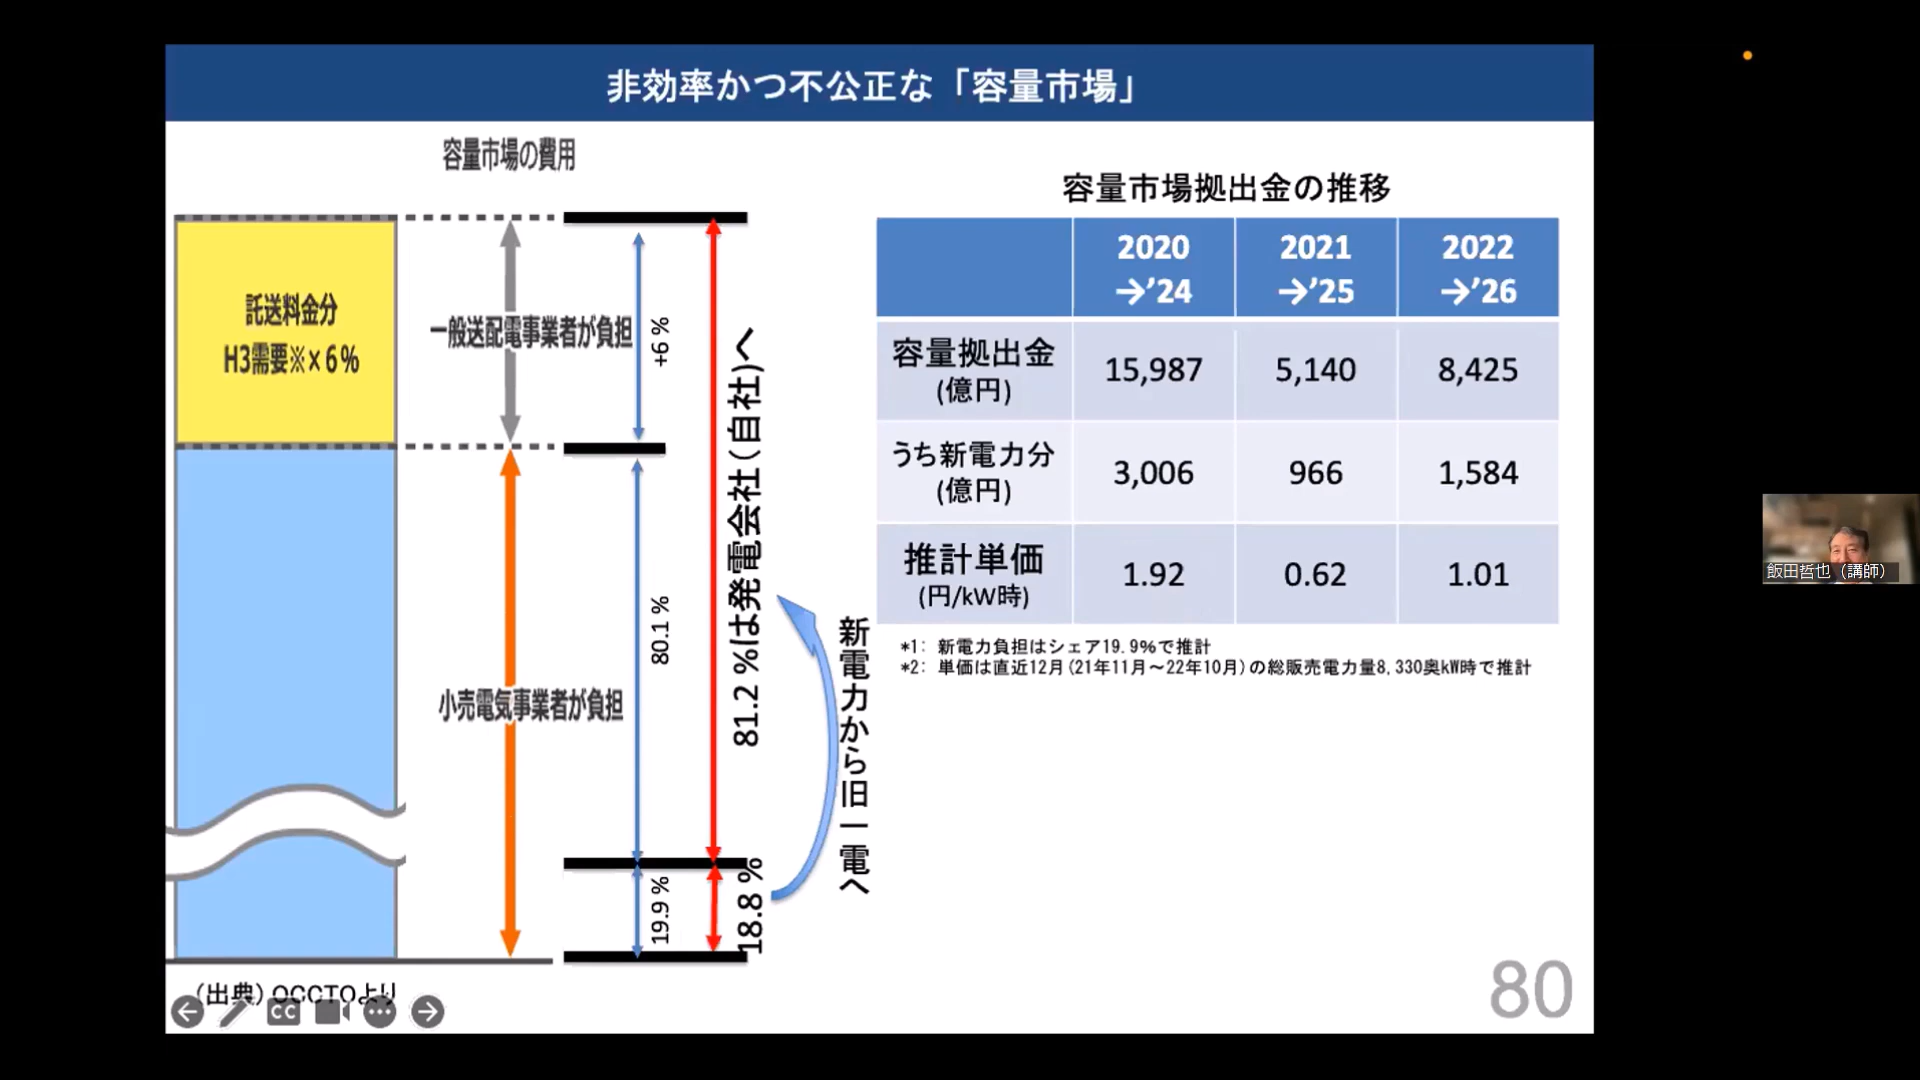 非効率かつ不公正な「容量市場」
容量市場の費用
託送料金分
H3需要※×6%
一般送配電事業者が負担
小売電気事業者が負担
+6 %
80.1 %
19.9 %
81.2 %は発電会社(自社)へ
18.8 %
新電力から旧一電へ
(出典) OCCTOより
CC
容量市場拠出金の推移
2020 2021 2022
→'24 →'25 →'26
容量拠出金
(億円) 15,987 5,140 8,425
うち新電力分
(億円) 3,006 966 1,584
推計単価
(円/kW時) 1.92 0.62 1.01
*1: 新電力負担はシェア19.9%で推計
*2: 単価は直近12月(21年11月〜22年10月)の総販売電力量8,330奥kW時で推計
80
飯田哲也（講師）